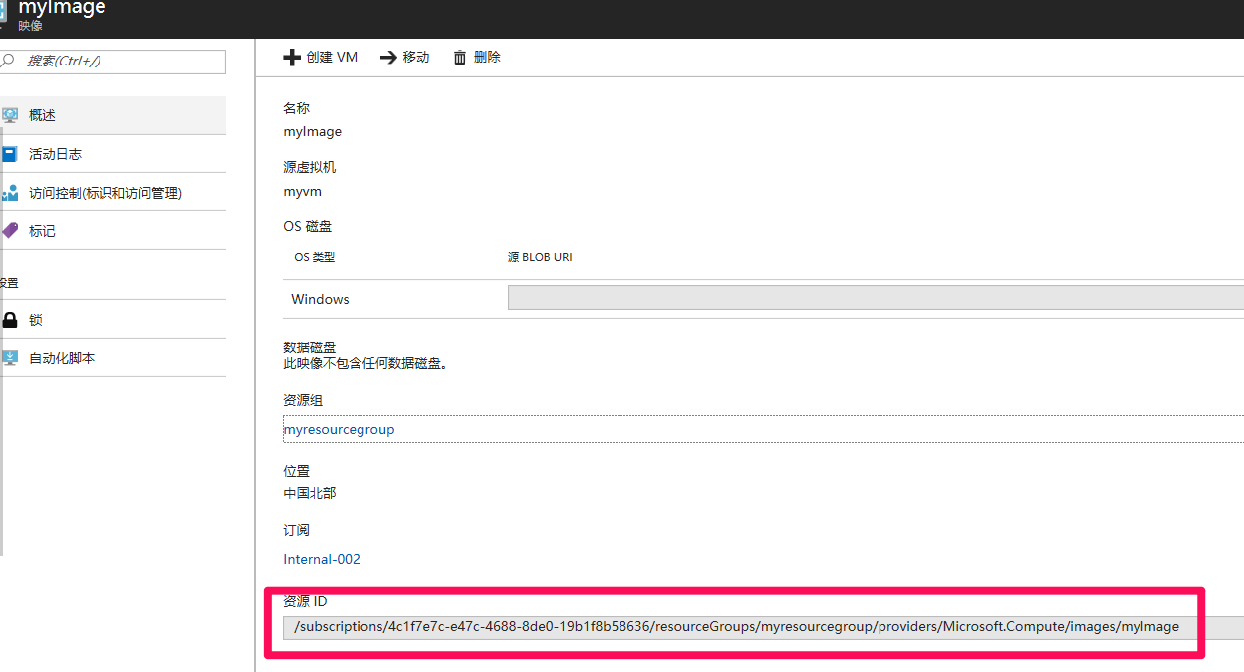 myImage
映像
搜索(Ctrl+/)
创建 VM 移动 删除
概述
活动日志
访问控制(标识和访问管理)
标记
设置
锁
自动化脚本
名称
myImage
源虚拟机
myvm
OS 磁盘
OS 类型 源 BLOB URI
Windows
数据磁盘
此映像不包含任何数据磁盘。
资源组
myresourcegroup
位置
中国北部
订阅
Internal-002
资源 ID
/subscriptions/4c1f7e7c-e47c-4688-8de0-19b1f8b58636/resourceGroups/myresourcegroup/providers/Microsoft.Compute/images/myImage